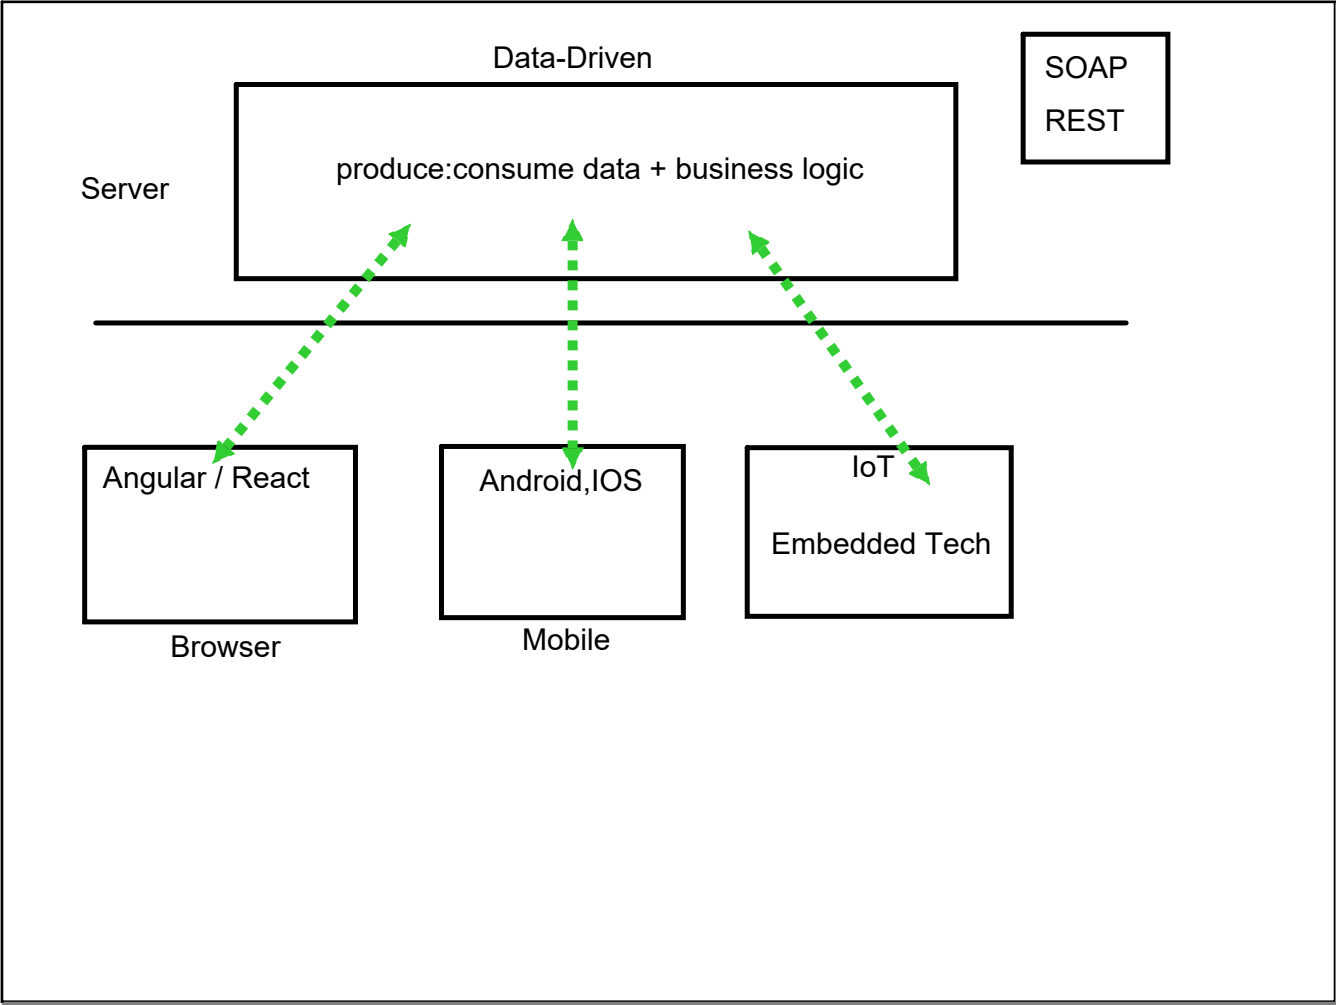 Data-Driven
SOAP
REST
produce:consume data + business logic
Server
Angular / React
Android,IOS
IoT
Embedded Tech
Browser
Mobile